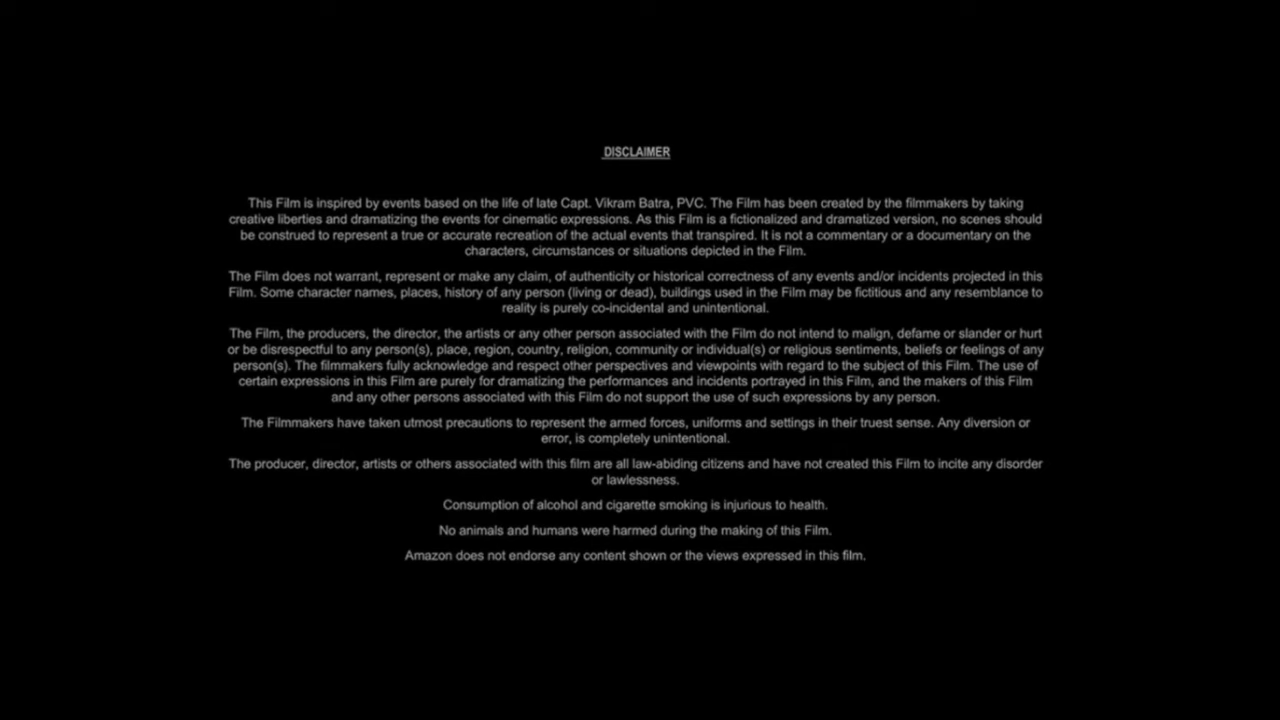 DISCLAIMER
This Film is inspired by events based on the life of late Capt. Vikram Batra, PVC. The Film has been created by the filmmakers by taking
creative liberties and dramatizing the events for cinematic expressions. As this Film is a fictionalized and dramatized version, no scenes should
be construed to represent a true or accurate recreation of the actual events that transpired. It is not a commentary or a documentary on the
characters, circumstances or situations depicted in the Film.
The Film does not warrant, represent or make any claim, of authenticity or historical correctness of any events and/or incidents projected in this
Film. Some character names, places, history of any person (living or dead), buildings used in the Film may be fictitious and any resemblance to
reality is purely co-incidental and unintentional.
The Film, the producers, the director, the artists or any other person associated with the Film do not intend to malign, defame or slander or hurt
or be disrespectful to any person(s), place, region, country, religion, community or individual(s) or religious sentiments, beliefs or feelings of any
person(s). The filmmakers fully acknowledge and respect other perspectives and viewpoints with regard to the subject of this Film. The use of
certain expressions in this Film are purely for dramatizing the performances and incidents portrayed in this Film, and the makers of this Film
and any other persons associated with this Film do not support the use of such expressions by any person.
The Filmmakers have taken utmost precautions to represent the armed forces, uniforms and settings in their truest sense. Any diversion or
error, is completely unintentional.
The producer, director, artists or others associated with this film are all law-abiding citizens and have not created this Film to incite any disorder
or lawlessness.
Consumption of alcohol and cigarette smoking is injurious to health.
No animals and humans were harmed during the making of this Film.
Amazon does not endorse any content shown or the views expressed in this film.